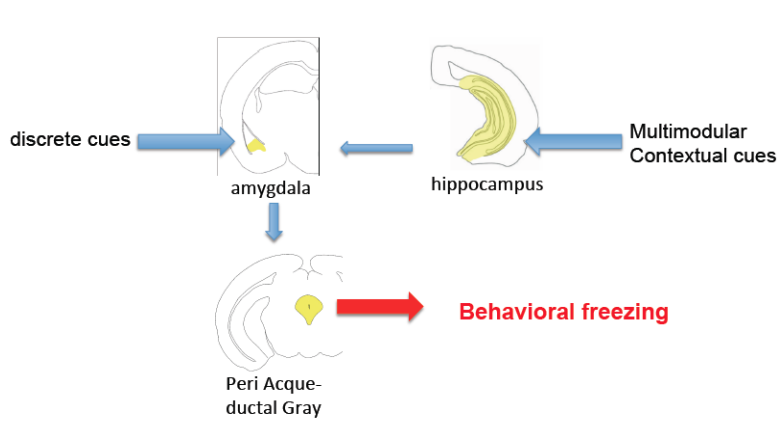 discrete cues
Multimodular
Contextual cues
amygdala
hippocampus
Behavioral freezing
Peri Acque-
ductal Gray